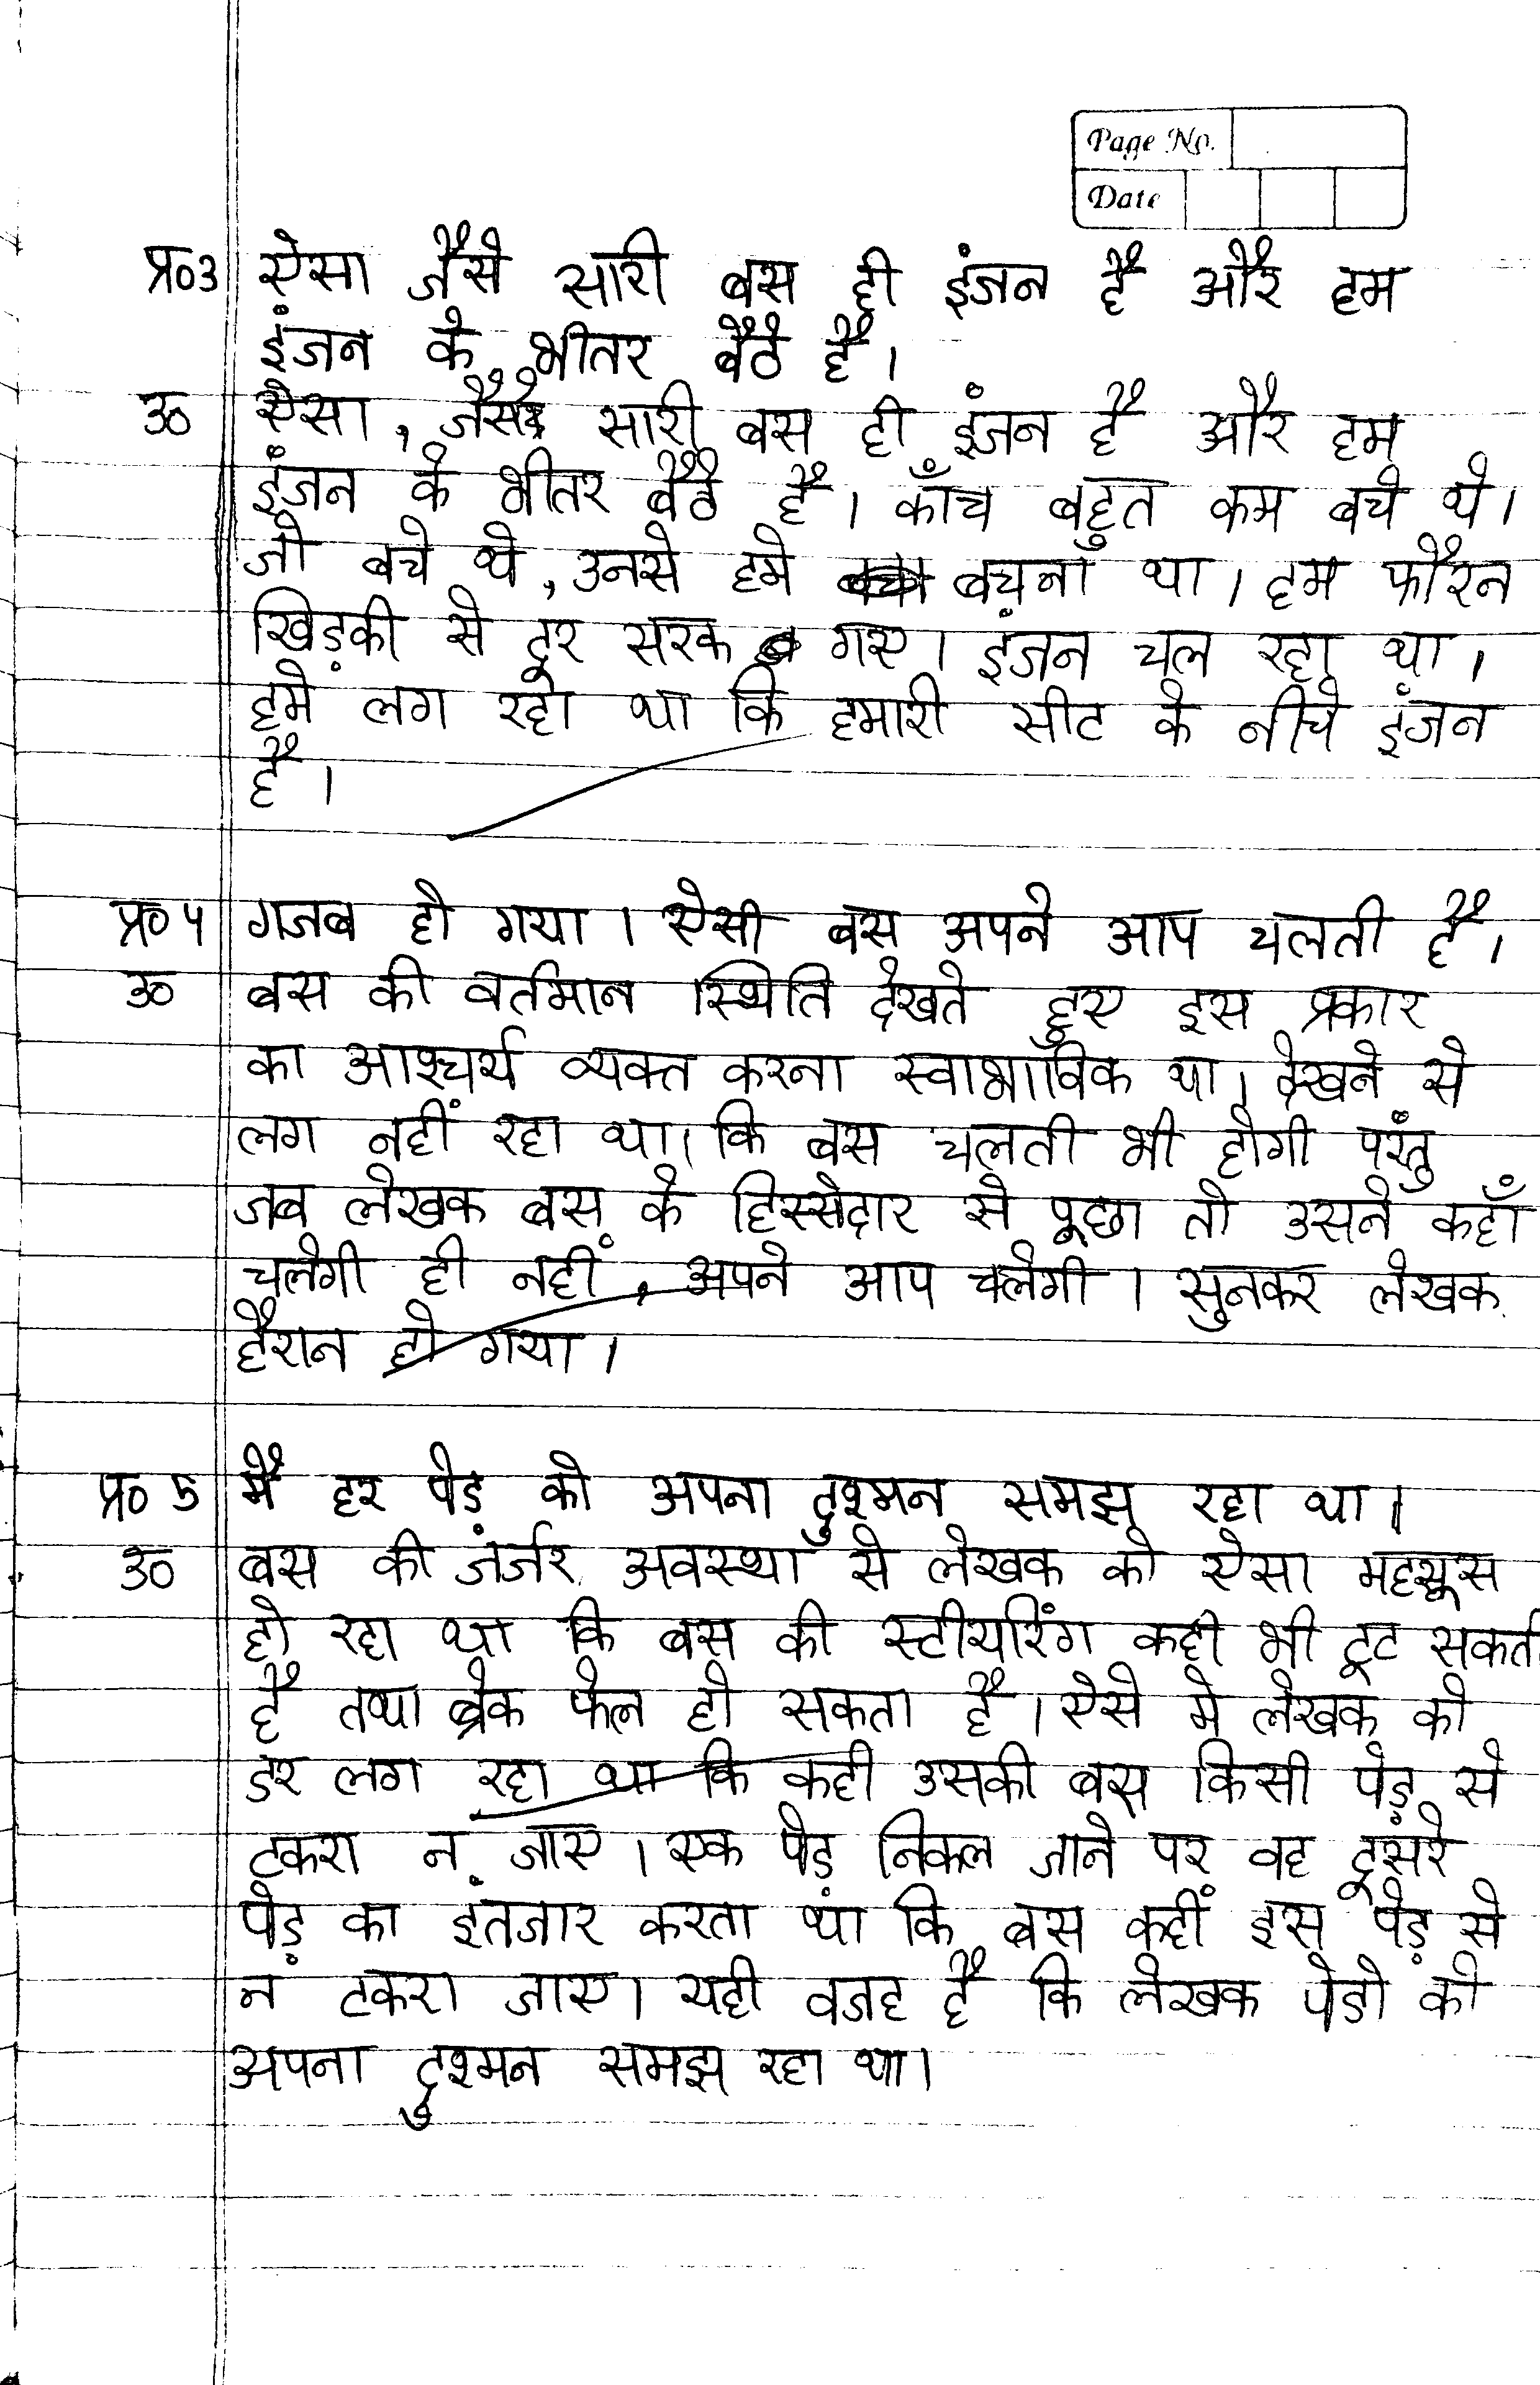 Page No.
Date
प्र०3 ऐसा जैसे सारी बस ही इंजन है और हम
इंजन के भीतर बैठे है।
उ० ऐसा, जैसे सारी बस ही इंजन है और हम
इंजन के भीतर बैठे है। काँच बहुत कम बचे थे।
जो बचे थे, उनसे हमे बचना था। हम फौरन
खिड़की से दूर सरक गए। इंजन चल रहा था।
हमे लग रहा था कि हमारी सीट के नीचे इंजन
है।
प्र० 4 गजब हो गया। ऐसी बस अपने आप चलती है।
उ० बस की वर्तमान स्थिति देखते हुए इस प्रकार
का आश्चर्य व्यक्त करना स्वाभाविक था। देखने से
लग नहीं रहा था। कि बस चलती भी होगी परंतु
जब लेखक बस के हिस्सेदार से पूछा तो उसने कहाँ
चलेगी ही नहीं, अपने आप चलेगी। सुनकर लेखक
हैरान हो गया।
प्र० 5 मै हर पेड़ को अपना दुश्मन समझ रहा था।
उ० बस की जर्जर अवस्था से लेखक को ऐसा महसूस
हो रहा था कि बस की स्टीयरिंग कही भी टूट सकती
है तथा ब्रेक फेल हो सकता है। ऐसे मे लेखक को
डर लग रहा था कि कही उसकी बस किसी पेड़ से
टकरा न जाए। एक पेड़ निकल जाने पर वह दूसरे
पेड़ का इंतजार करता था कि बस कहीं इस पेड़ से
न टकरा जाए। यही वजह है कि लेखक पेडो को
अपना दुश्मन समझ रहा था।